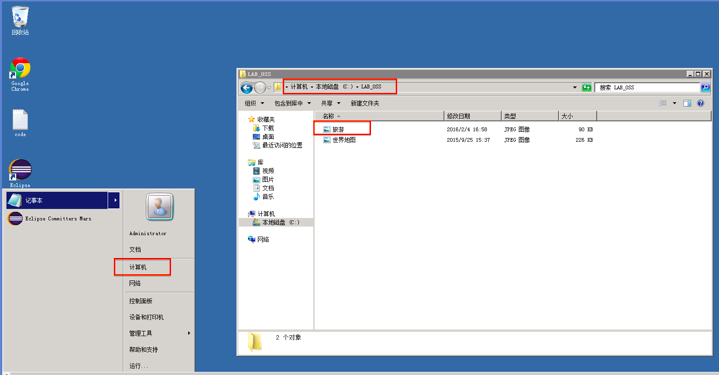 回收站
Google
Chrome
code
Eclipse
记事本
Eclipse Committers Mars
Administrator
文档
计算机
网络
控制面板
设备和打印机
管理工具
帮助和支持
运行...
LAB_OSS
计算机 本地磁盘 (C:) LAB_OSS
搜索 LAB_OSS
组织 包含到库中 共享 新建文件夹
收藏夹
下载
桌面
最近访问的位置
库
视频
图片
文档
音乐
计算机
本地磁盘 (C:)
网络
名称 修改日期 类型 大小
旅游 2016/2/4 16:58 JPEG 图像 90 KB
世界地图 2015/9/25 15:37 JPEG 图像 226 KB
2 个对象